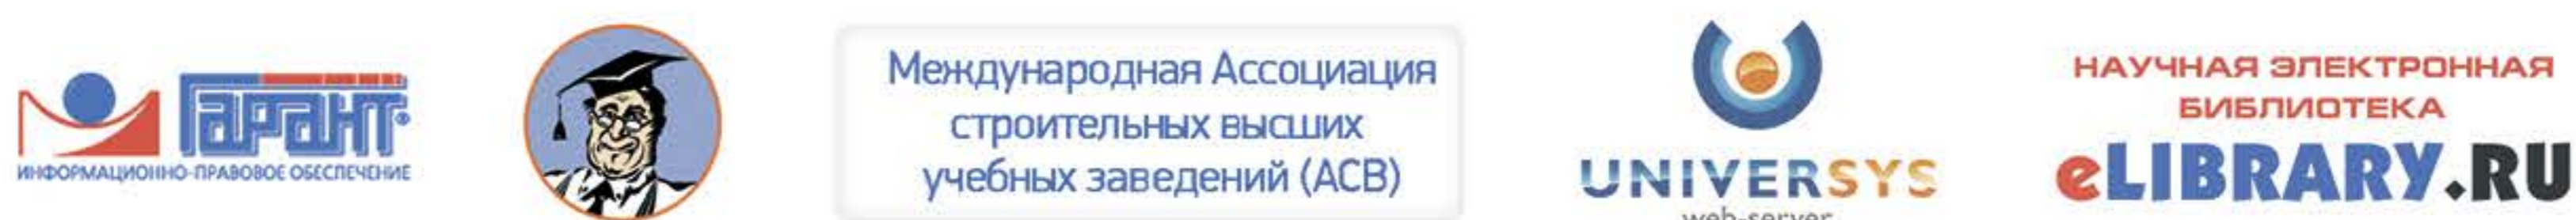 Гарант®
ИНФОРМАЦИОННО-ПРАВОВОЕ ОБЕСПЕЧЕНИЕ
Международная Ассоциация
строительных высших
учебных заведений (АСВ)
UNIVERSYS
web-server
НАУЧНАЯ ЭЛЕКТРОННАЯ
БИБЛИОТЕКА
eLIBRARY.RU